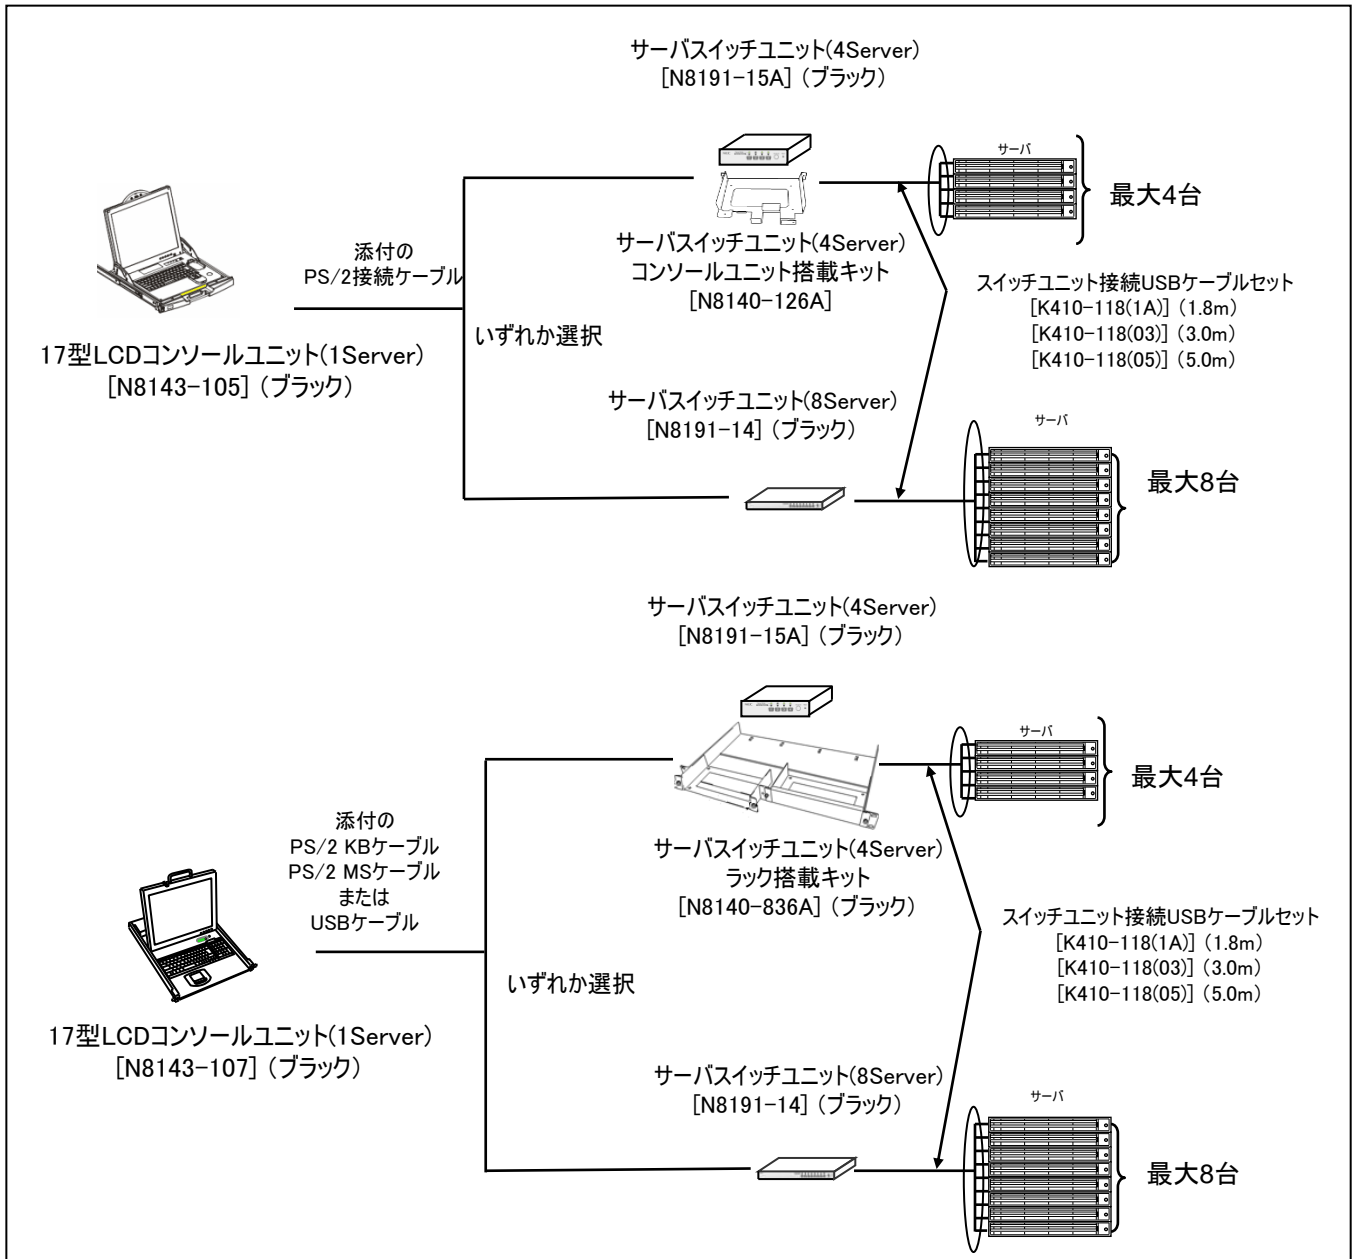 サーバスイッチユニット(4Server)
[N8191-15A] (ブラック)
サーバ
最大4台
添付の
PS/2接続ケーブル
サーバスイッチユニット(4Server)
コンソールユニット搭載キット
[N8140-126A]
スイッチユニット接続USBケーブルセット
[K410-118(1A)] (1.8m)
[K410-118(03)] (3.0m)
[K410-118(05)] (5.0m)
いずれか選択
17型LCDコンソールユニット(1Server)
[N8143-105] (ブラック)
サーバスイッチユニット(8Server)
[N8191-14] (ブラック)
サーバ
最大8台
サーバスイッチユニット(4Server)
[N8191-15A] (ブラック)
サーバ
最大4台
添付の
PS/2 KBケーブル
PS/2 MSケーブル
または
USBケーブル
サーバスイッチユニット(4Server)
ラック搭載キット
[N8140-836A] (ブラック)
スイッチユニット接続USBケーブルセット
[K410-118(1A)] (1.8m)
[K410-118(03)] (3.0m)
[K410-118(05)] (5.0m)
いずれか選択
17型LCDコンソールユニット(1Server)
[N8143-107] (ブラック)
サーバスイッチユニット(8Server)
[N8191-14] (ブラック)
サーバ
最大8台